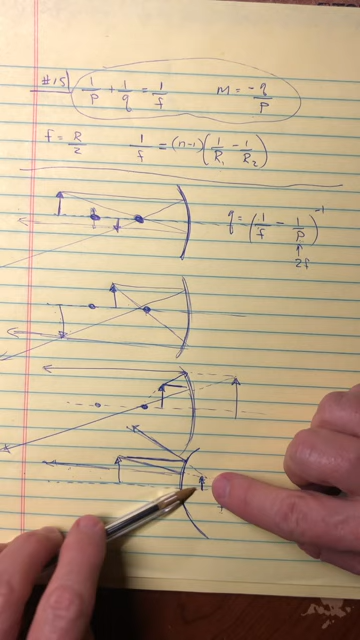 #15) 1/p + 1/q = 1/f   m = -q/p
f = R/2   1/f = (n-1)(1/R₁ - 1/R₂)
q = (1/f - 1/p)⁻¹
2f